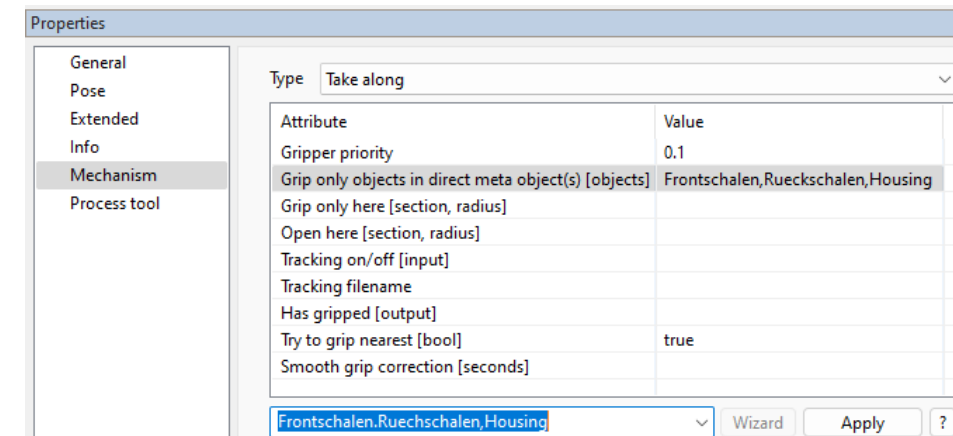 Properties
General
Pose
Extended
Info
Mechanism
Process tool
Type Take along
Attribute Value
Gripper priority 0.1
Grip only objects in direct meta object(s) [objects] Frontschalen,Rueckschalen,Housing
Grip only here [section, radius]
Open here [section, radius]
Tracking on/off [input]
Tracking filename
Has gripped [output]
Try to grip nearest [bool] true
Smooth grip correction [seconds]
Frontschalen.Ruechschalen,Housing Wizard Apply ?